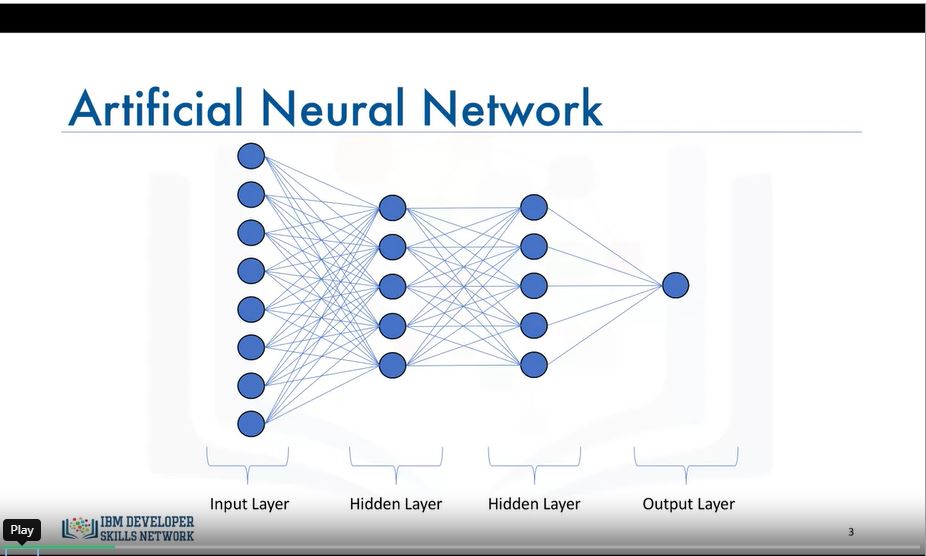 Artificial Neural Network
Input Layer
Hidden Layer
Hidden Layer
Output Layer
Play
IBM DEVELOPER
SKILLS NETWORK
3